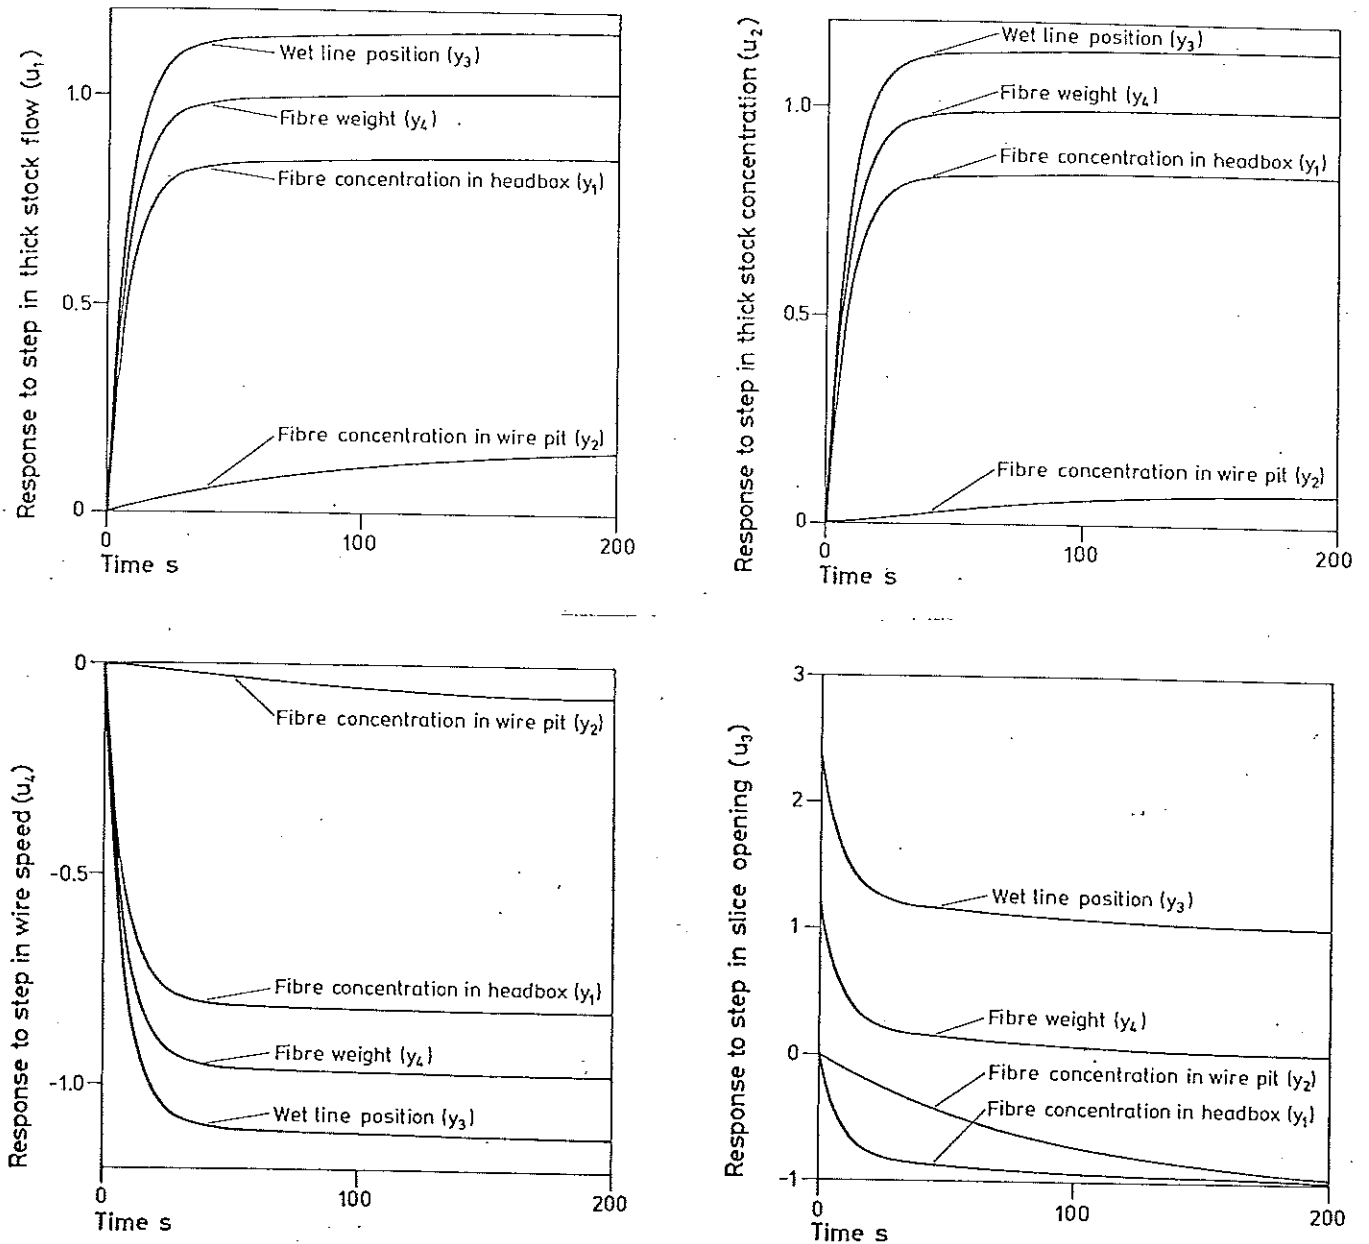 Response to step in thick stock flow (u₁)
1.0
0.5
0
Wet line position (y₃)
Fibre weight (y₄)
Fibre concentration in headbox (y₁)
Fibre concentration in wire pit (y₂)
0
100
200
Time s
Response to step in thick stock concentration (u₂)
1.0
0.5
0
Wet line position (y₃)
Fibre weight (y₄)
Fibre concentration in headbox (y₁)
Fibre concentration in wire pit (y₂)
0
100
200
Time s
Response to step in wire speed (u₄)
0
-0.5
-1.0
Fibre concentration in wire pit (y₂)
Fibre concentration in headbox (y₁)
Fibre weight (y₄)
Wet line position (y₃)
0
100
200
Time s
Response to step in slice opening (u₃)
3
2
1
0
-1
Wet line position (y₃)
Fibre weight (y₄)
Fibre concentration in wire pit (y₂)
Fibre concentration in headbox (y₁)
0
100
200
Time s